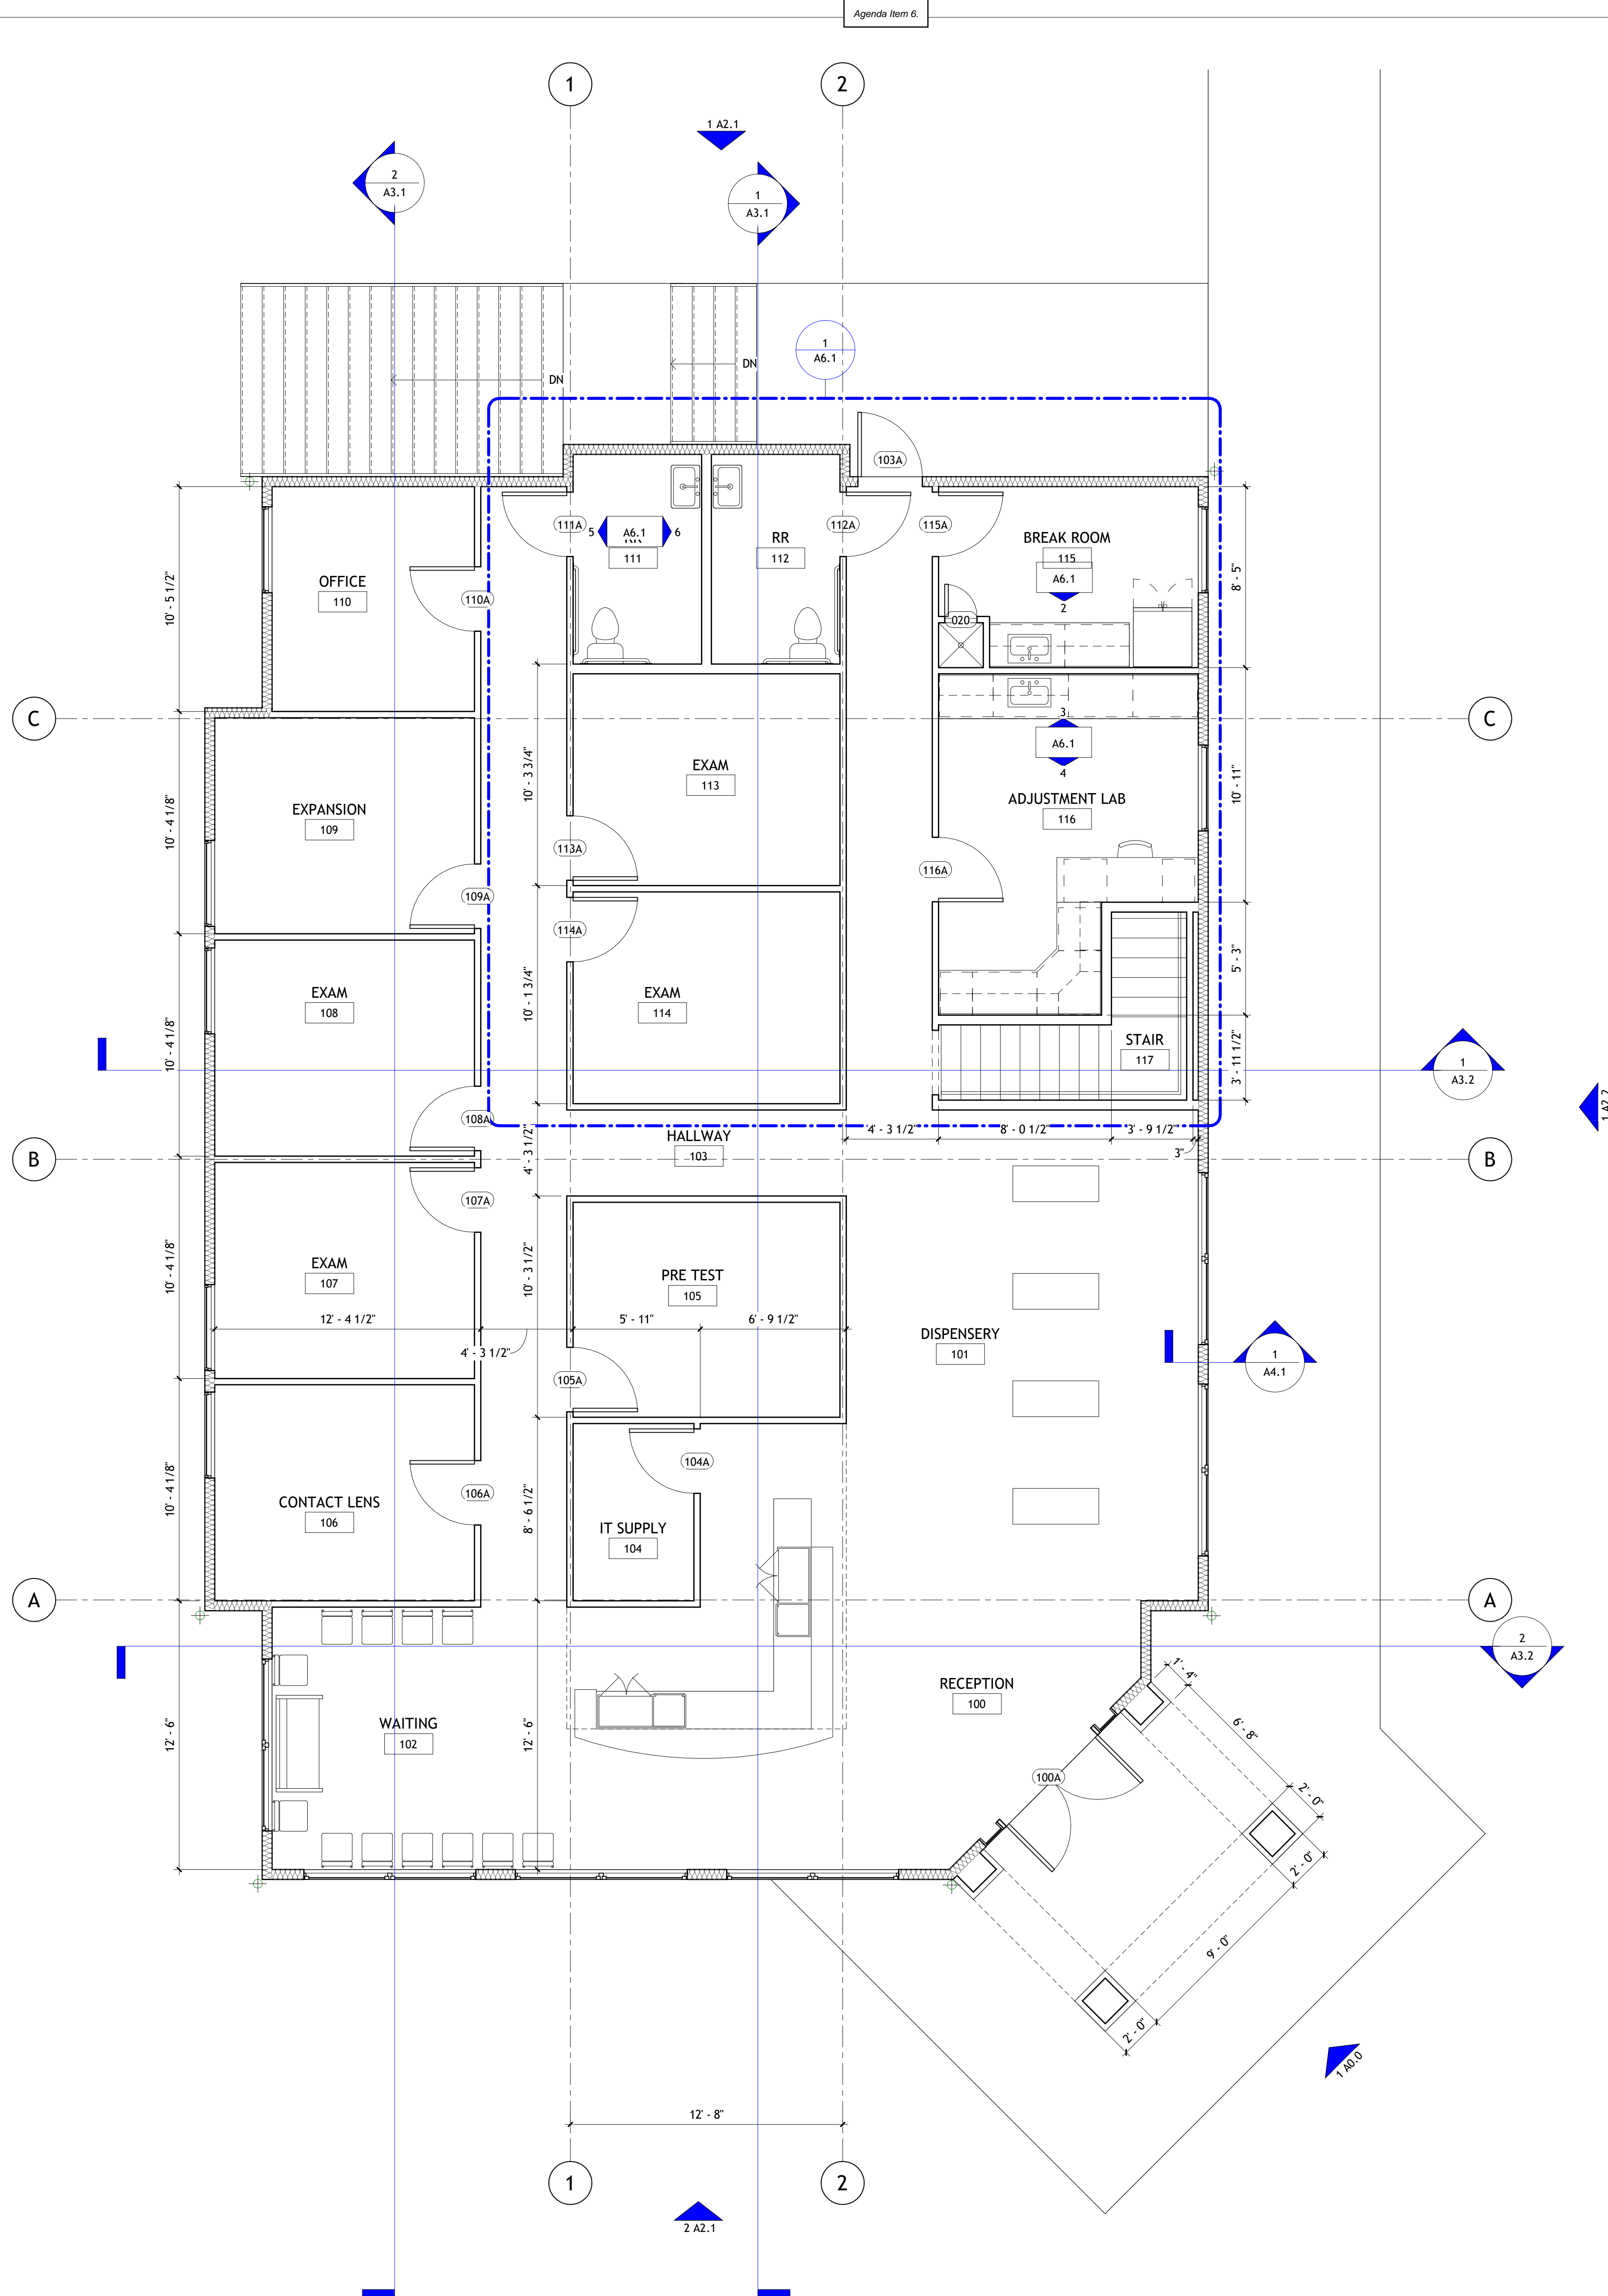 Agenda Item 6.
1
2
1 A2.1
2
A3.1
1
A3.1
1
A6.1
DN
DN
103A
111A
5
A6.1
6
111
RR
112
112A
115A
BREAK ROOM
115
A6.1
2
020
OFFICE
110
110A
10' - 5 1/2"
8' - 5"
C
C
3
A6.1
4
EXAM
113
10' - 3 3/4"
10' - 11"
ADJUSTMENT LAB
116
EXPANSION
109
10' - 4 1/8"
113A
116A
109A
114A
EXAM
108
EXAM
114
10' - 1 3/4"
5' - 3"
10' - 4 1/8"
STAIR
117
3' - 11 1/2"
1
A3.2
1 A2.2
108A
HALLWAY
103
4' - 3 1/2"
4' - 3 1/2"
8' - 0 1/2"
3' - 9 1/2"
3"
B
B
107A
EXAM
107
10' - 4 1/8"
10' - 3 1/2"
PRE TEST
105
12' - 4 1/2"
5' - 11"
6' - 9 1/2"
4' - 3 1/2"
DISPENSERY
101
1
A4.1
105A
104A
106A
CONTACT LENS
106
10' - 4 1/8"
8' - 6 1/2"
IT SUPPLY
104
A
A
2
A3.2
RECEPTION
100
1' - 4"
6' - 8"
WAITING
102
12' - 6"
12' - 6"
100A
2' - 0"
2' - 0"
9' - 0"
2' - 0"
1 A0.0
12' - 8"
1
2
2 A2.1